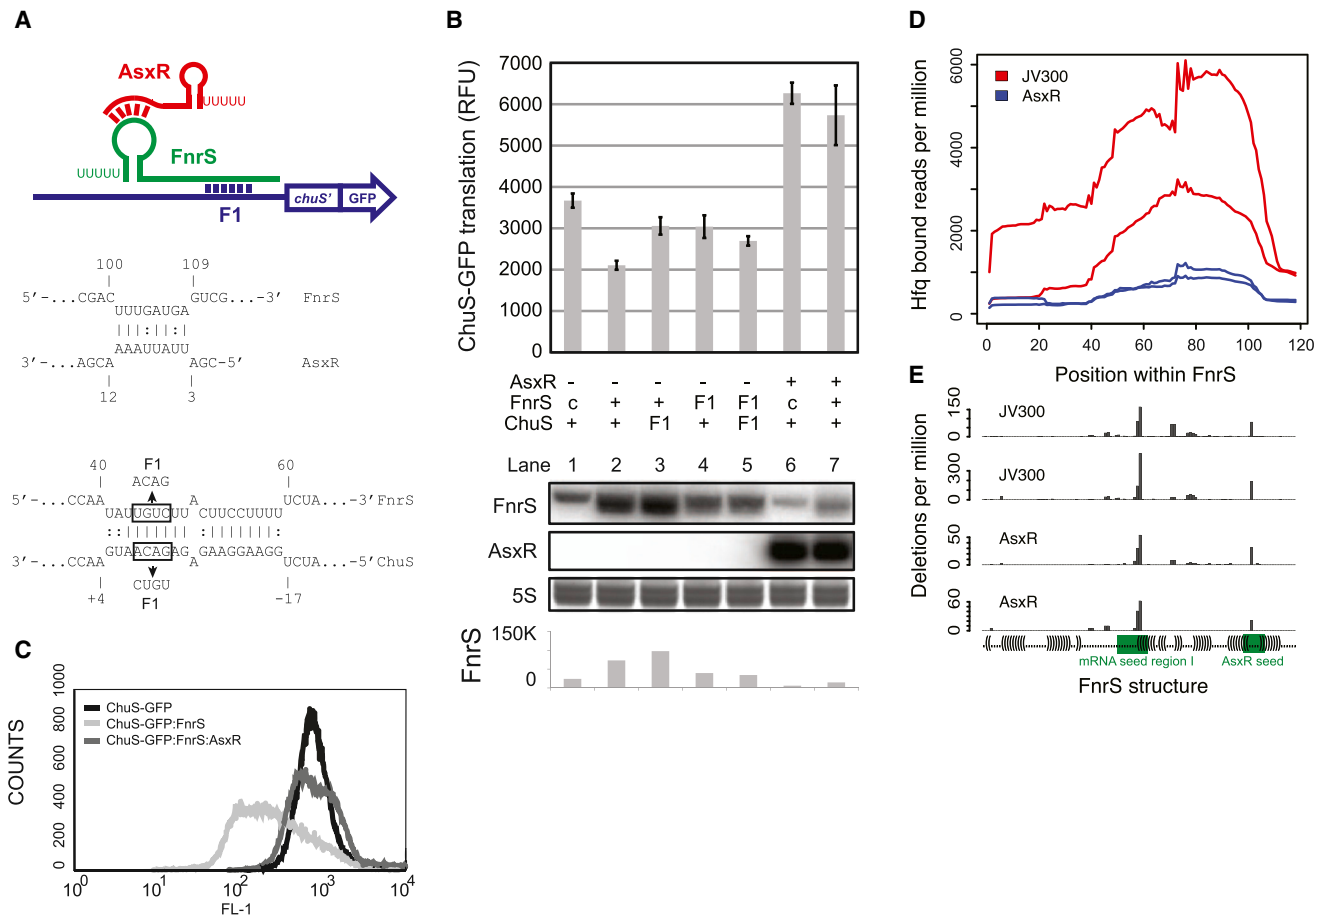 A
AsxR
UUUUU
FnrS
UUUUU
chuS' GFP
F1
100 109
5'-...CGAC GUCG...-3' FnrS
UUUGAUGA
|||:||:
AAAUUAUU
3'-...AGCA AGC-5' AsxR
12 3
F1
40 ACAG 60
5'-...CCAA A UCUA...-3'FnrS
UAUUGUCUU CUUCCUUUU
::||||||| :||||||||
GUAACAGAG GAAGGAAGG
3'-...CCAA A UCUA...-5'ChuS
CUGU
+4 F1 -17
B
ChuS-GFP translation (RFU)
7000
6000
5000
4000
3000
2000
1000
0
AsxR - - - - - + +
FnrS c + + F1 F1 c +
ChuS + + F1 + F1 + +
Lane 1 2 3 4 5 6 7
FnrS
AsxR
5S
FnrS
150K
0
C
COUNTS
1000
800
600
400
200
0
ChuS-GFP
ChuS-GFP:FnrS
ChuS-GFP:FnrS:AsxR
10^0 10^1 10^2 10^3 10^4
FL-1
D
Hfq bound reads per million
6000
4000
2000
0
JV300
AsxR
0 20 40 60 80 100 120
Position within FnrS
E
Deletions per million
150
0
JV300
300
0
JV300
50
0
AsxR
60
0
AsxR
mRNA seed region I AsxR seed
FnrS structure